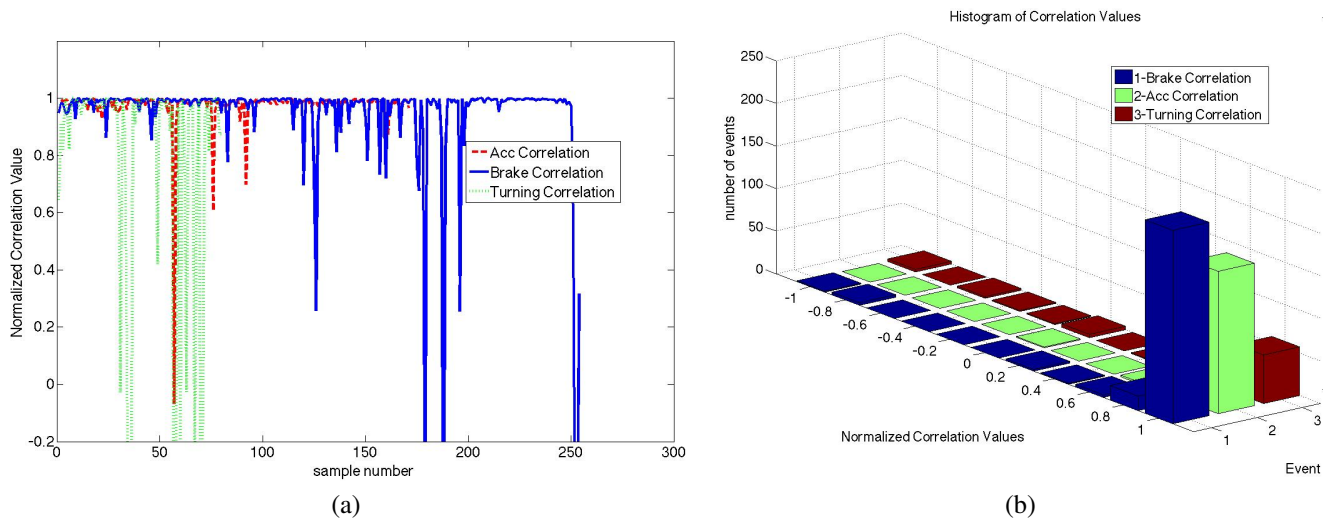 1
0.8
0.6
0.4
0.2
0
-0.2
Normalized Correlation Value
0
50
100
150
200
250
300
sample number
Acc Correlation
Brake Correlation
Turning Correlation
(a)
Histogram of Correlation Values
250
200
150
100
50
0
number of events
1-Brake Correlation
2-Acc Correlation
3-Turning Correlation
-1
-0.8
-0.6
-0.4
-0.2
0
0.2
0.4
0.6
0.8
1
Normalized Correlation Values
1
2
3
Event
(b)